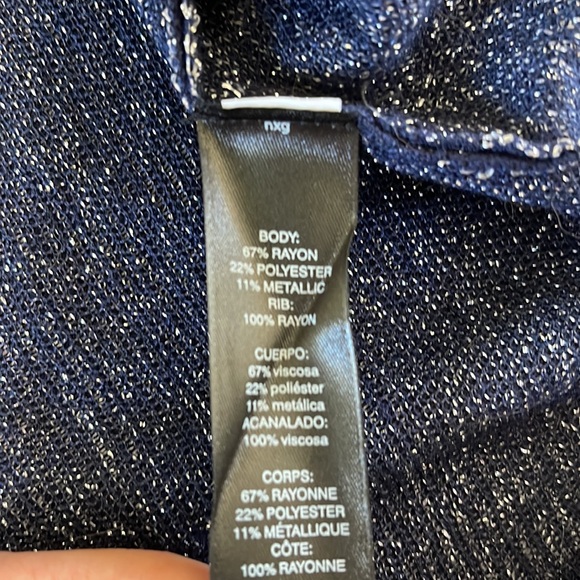 nxg
BODY:
67% RAYON
22% POLYESTER
11% METALLIC
RIB:
100% RAYON
CUERPO:
67% viscosa
22% poliéster
11% metálica
ACANALADO:
100% viscosa
CORPS:
67% RAYONNE
22% POLYESTER
11% MÉTALLIQUE
CÔTE:
100% RAYONNE